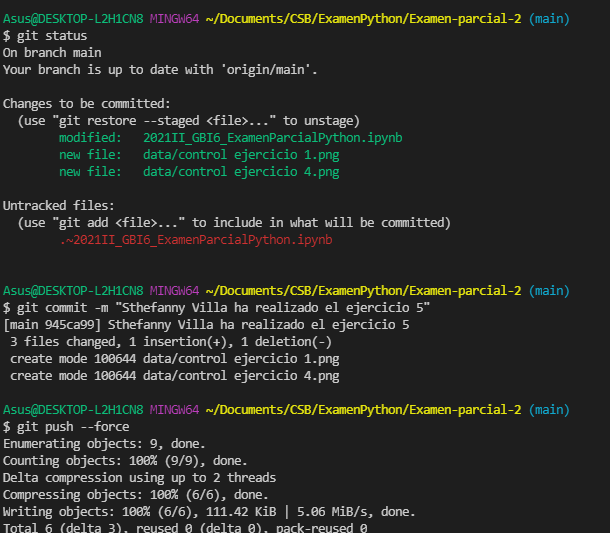 Asus@DESKTOP-L2H1CN8 MINGW64 ~/Documents/CSB/ExamenPython/Examen-parcial-2 (main)
$ git status
On branch main
Your branch is up to date with 'origin/main'.
Changes to be committed:
(use "git restore --staged <file>..." to unstage)
modified: 2021II_GBI6_ExamenParcialPython.ipynb
new file: data/control ejercicio 1.png
new file: data/control ejercicio 4.png
Untracked files:
(use "git add <file>..." to include in what will be committed)
.~2021II_GBI6_ExamenParcialPython.ipynb
Asus@DESKTOP-L2H1CN8 MINGW64 ~/Documents/CSB/ExamenPython/Examen-parcial-2 (main)
$ git commit -m "Sthefanny Villa ha realizado el ejercicio 5"
[main 945ca99] Sthefanny Villa ha realizado el ejercicio 5
3 files changed, 1 insertion(+), 1 deletion(-)
create mode 100644 data/control ejercicio 1.png
create mode 100644 data/control ejercicio 4.png
Asus@DESKTOP-L2H1CN8 MINGW64 ~/Documents/CSB/ExamenPython/Examen-parcial-2 (main)
$ git push --force
Enumerating objects: 9, done.
Counting objects: 100% (9/9), done.
Delta compression using up to 2 threads
Compressing objects: 100% (6/6), done.
Writing objects: 100% (6/6), 111.42 KiB | 5.06 MiB/s, done.
Total 6 (delta 3), reused 0 (delta 0), pack-reused 0